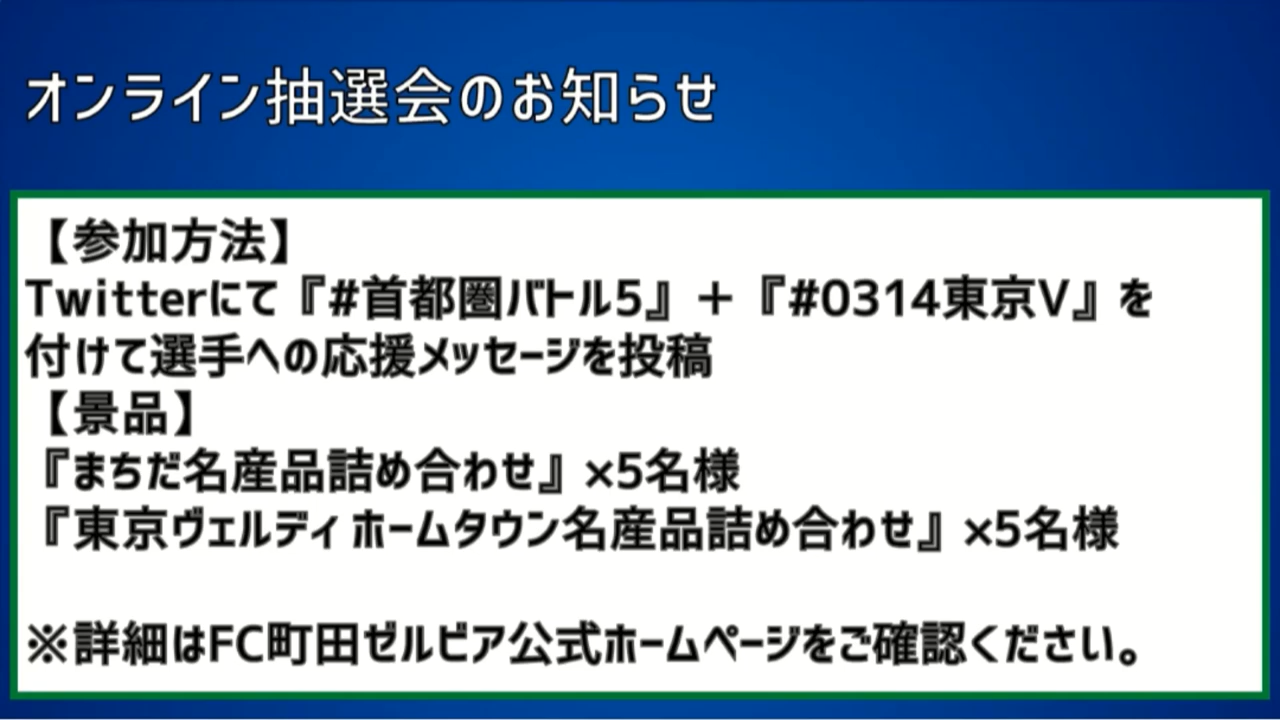 オンライン抽選会のお知らせ
【参加方法】
Twitterにて『#首都圏バトル5』＋『#0314東京V』を
付けて選手への応援メッセージを投稿
【景品】
『まちだ名産品詰め合わせ』×5名様
『東京ヴェルディ ホームタウン名産品詰め合わせ』×5名様
※詳細はFC町田ゼルビア公式ホームページをご確認ください。